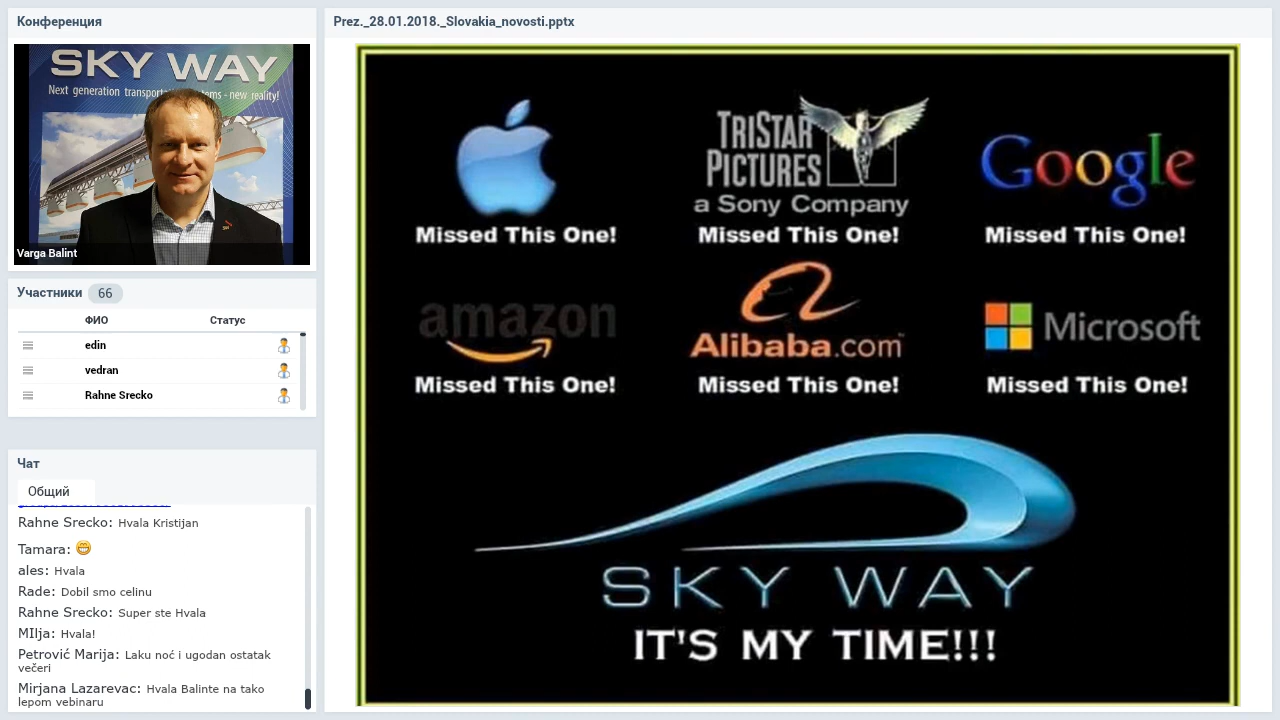 Конференция
SKY WAY
Next generation
Varga Balint
Участники 66
ФИО Статус
edin
vedran
Rahne Srecko
Чат
Общий
Rahne Srecko: Hvala Kristijan
Tamara:
ales: Hvala
Rade: Dobil smo celinu
Rahne Srecko: Super ste Hvala
MIlja: Hvala!
Petrović Marija: Laku noć i ugodan ostatak
večeri
Mirjana Lazarevac: Hvala Balinte na tako
lepom vebinaru
Prez._28.01.2018._Slovakia_novosti.pptx
TRISTAR
PICTURES
a Sony Company
Google
Missed This One! Missed This One! Missed This One!
amazon
Alibaba.com
Microsoft
Missed This One! Missed This One! Missed This One!
SKY WAY
IT'S MY TIME!!!